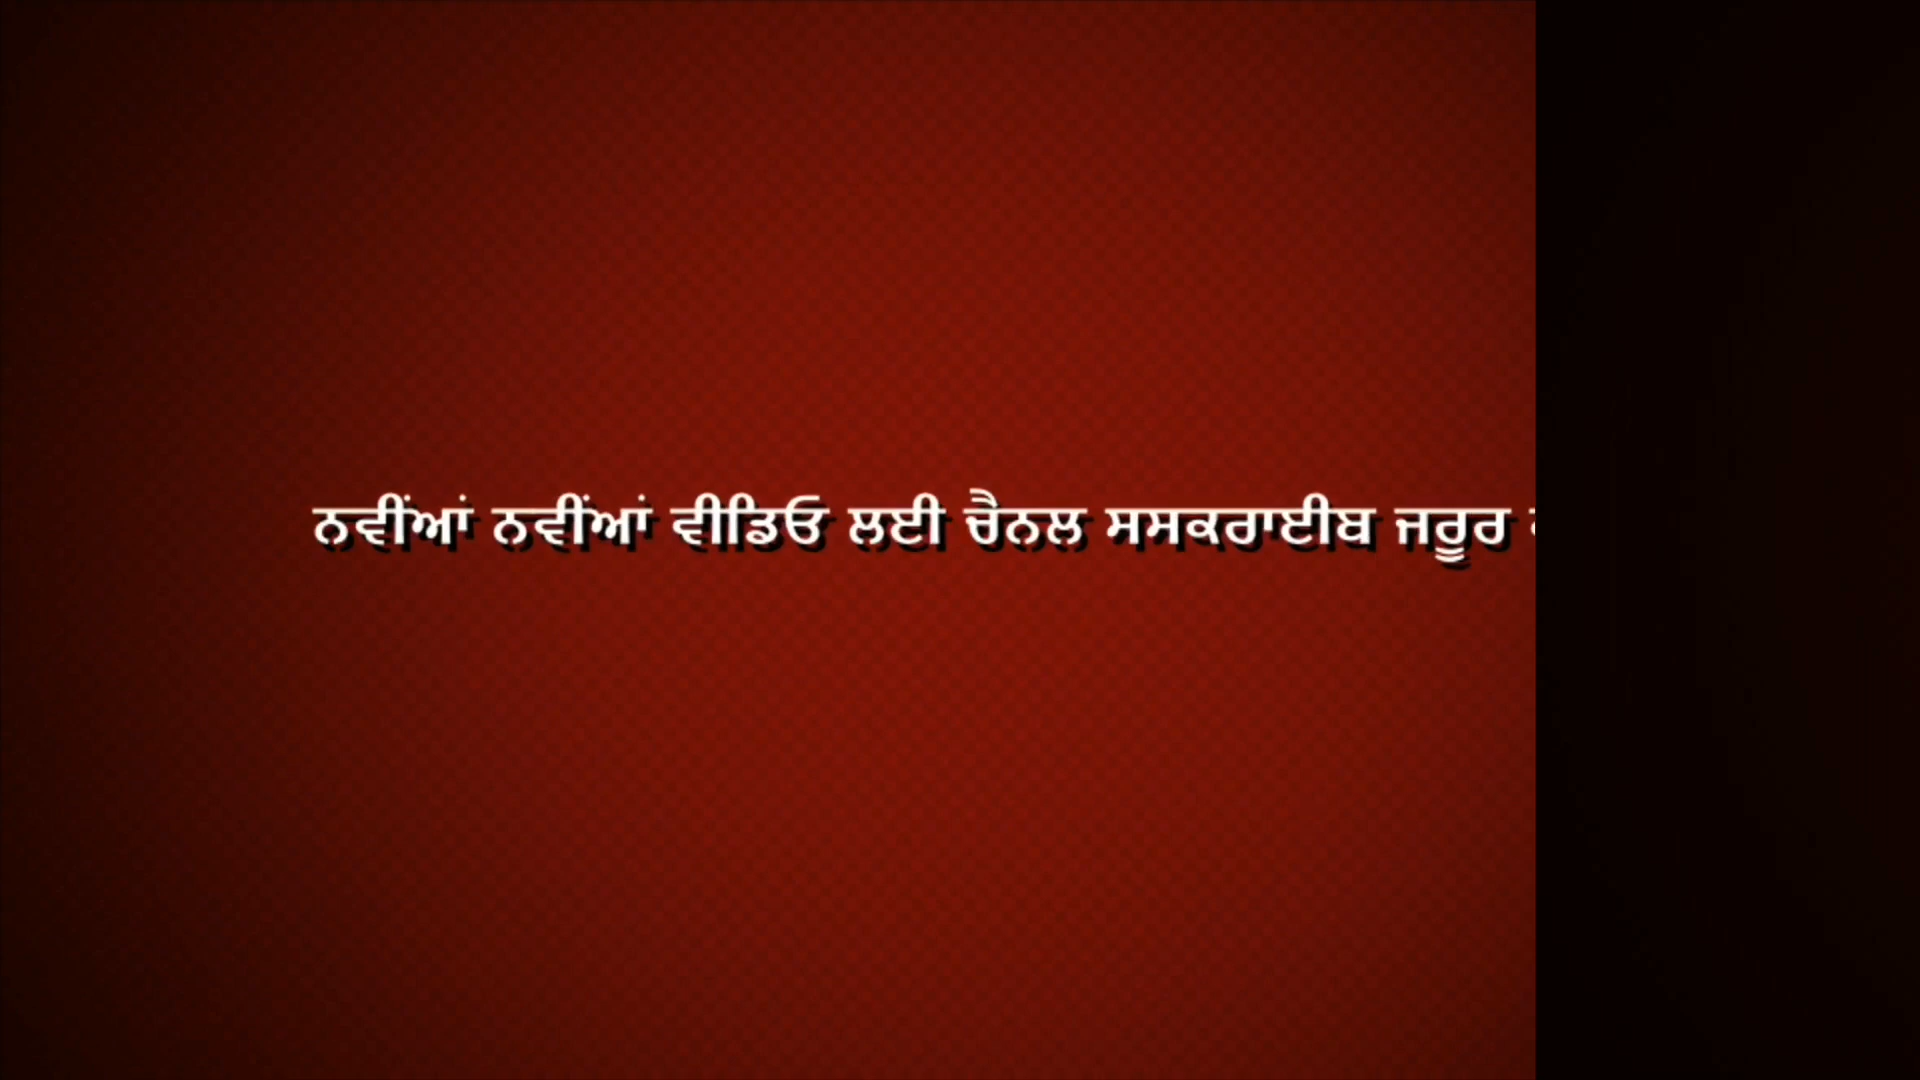 ਨਵੀਂਆਂ ਨਵੀਂਆਂ ਵੀਡਿਓ ਲਈ ਚੈਨਲ ਸਸਕਰਾਈਬ ਜਰੂਰ